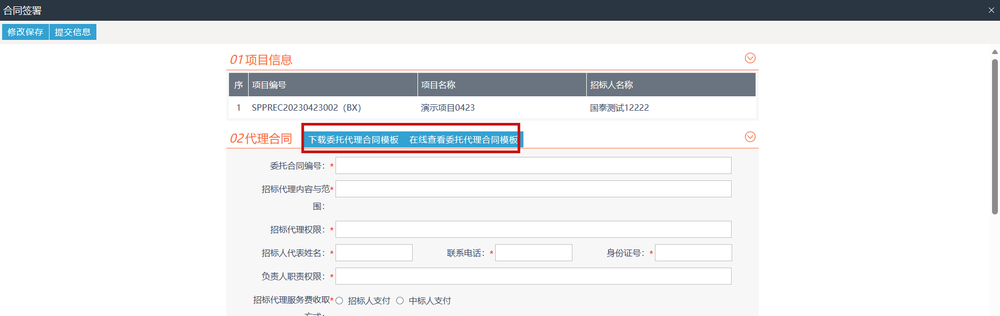 合同签署
修改保存 提交信息
01项目信息
序 项目编号 项目名称 招标人名称
1 SPPREC20230423002（BX） 演示项目0423 国泰测试12222
02代理合同 下载委托代理合同模板 在线查看委托代理合同模板
委托合同编号：*
招标代理内容与范*
围：
招标代理权限：*
招标人代表姓名：* 联系电话：* 身份证号：*
负责人职责权限：*
招标代理服务费收取* 招标人支付 中标人支付
方式：